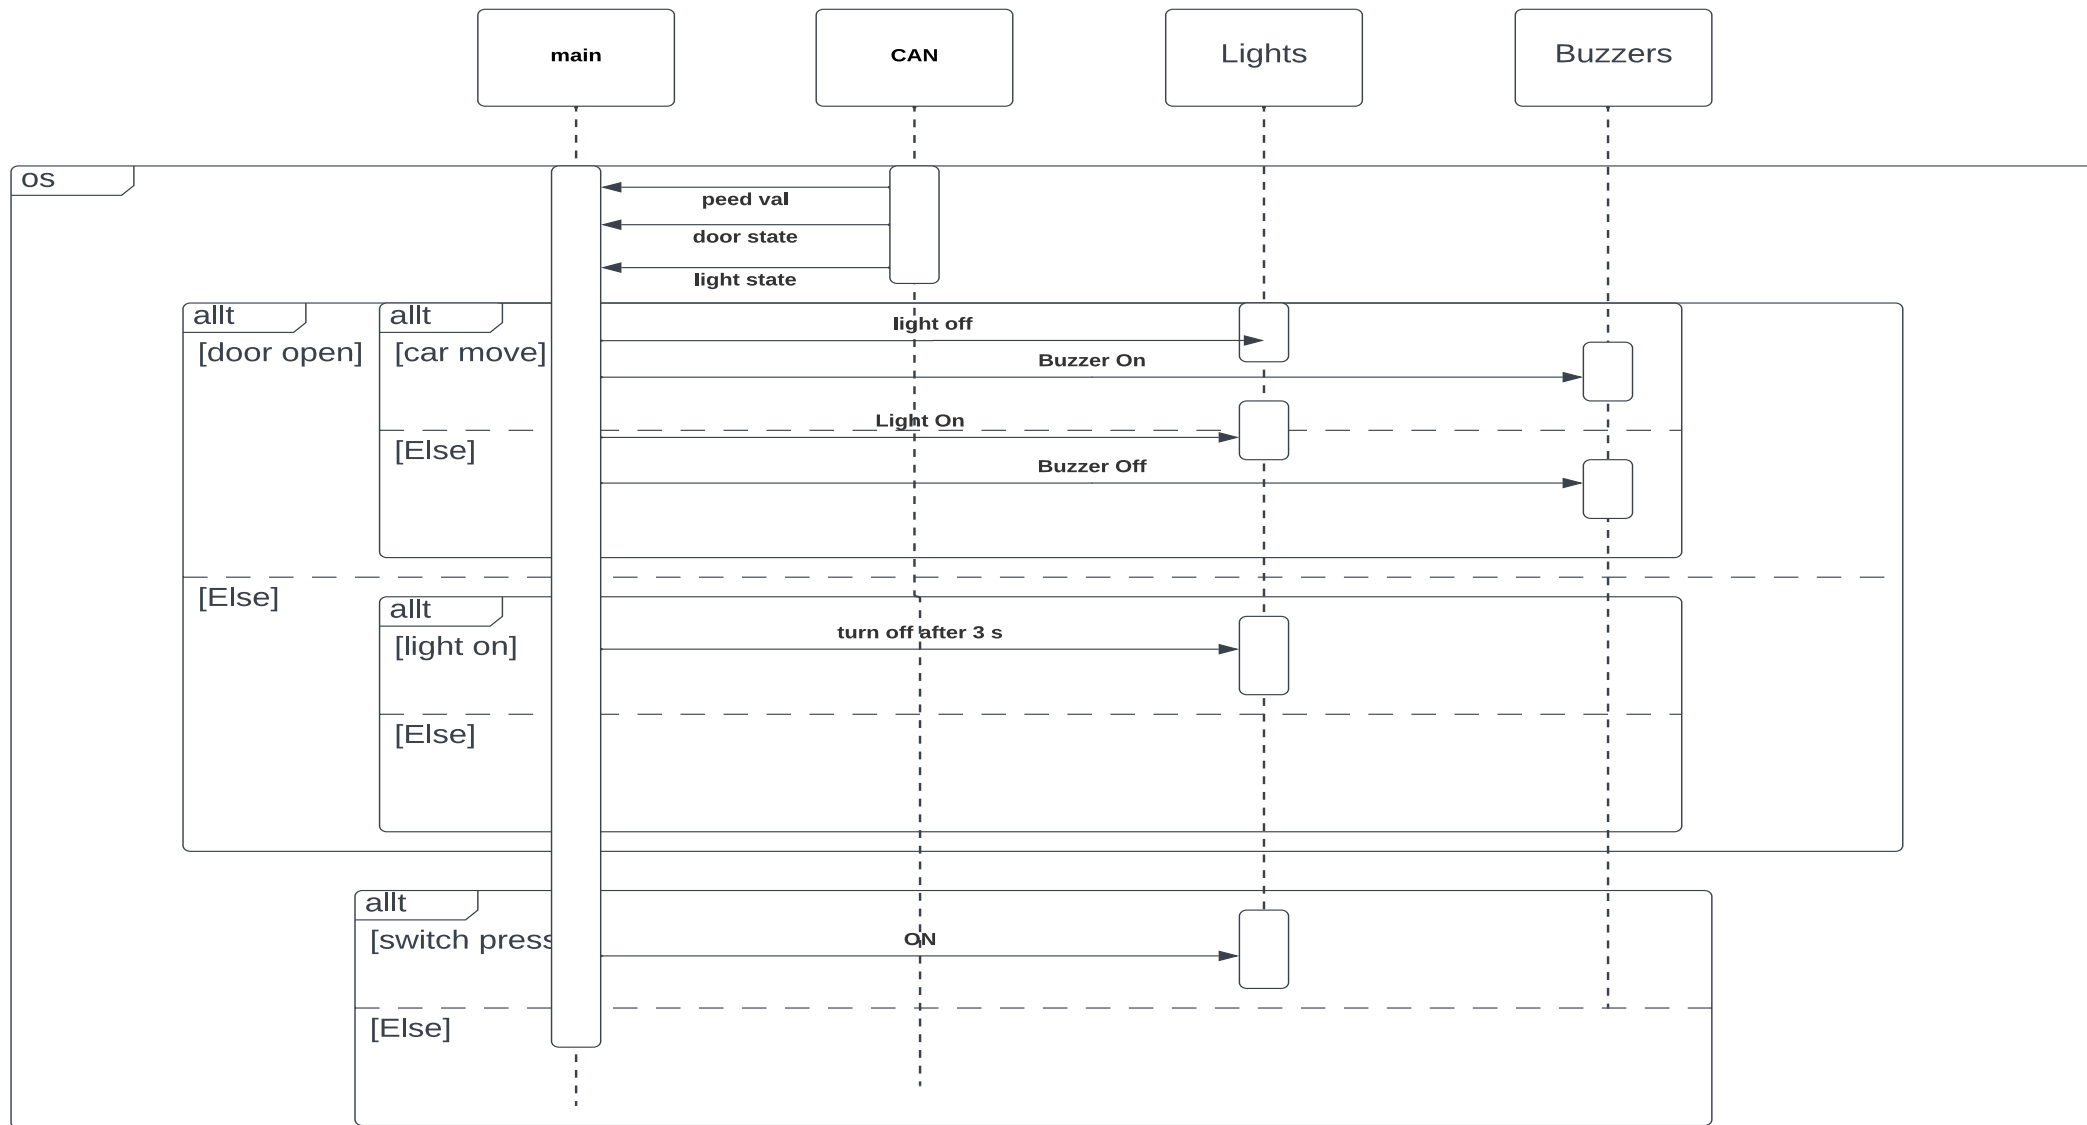 main
CAN
Lights
Buzzers
os
peed val
door state
light state
allt
allt
light off
[door open]
[car move]
Buzzer On
Light On
[Else]
Buzzer Off
[Else]
allt
turn off after 3 s
[light on]
[Else]
allt
[switch press
ON
[Else]